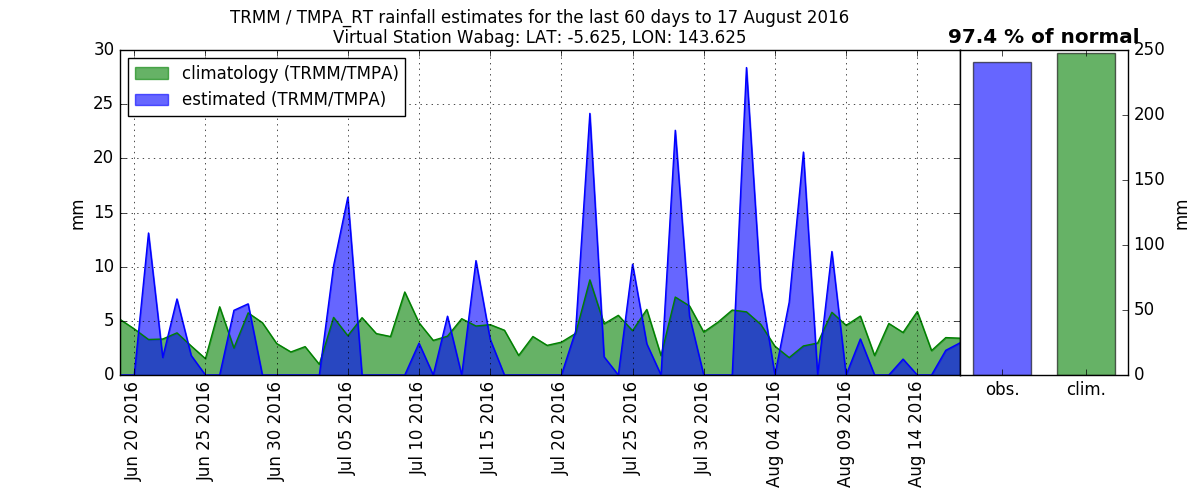 TRMM / TMPA_RT rainfall estimates for the last 60 days to 17 August 2016
Virtual Station Wabag: LAT: -5.625, LON: 143.625
97.4 % of normal
climatology (TRMM/TMPA)
estimated (TRMM/TMPA)
mm
30
25
20
15
10
5
0
250
200
150
100
50
0
mm
Jun 20 2016
Jun 25 2016
Jun 30 2016
Jul 05 2016
Jul 10 2016
Jul 15 2016
Jul 20 2016
Jul 25 2016
Jul 30 2016
Aug 04 2016
Aug 09 2016
Aug 14 2016
obs.
clim.